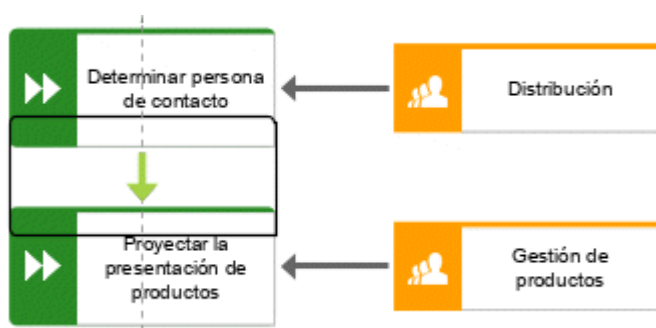 Determinar persona
de contacto
Distribución
Proyectar la
presentación de
productos
Gestión de
productos